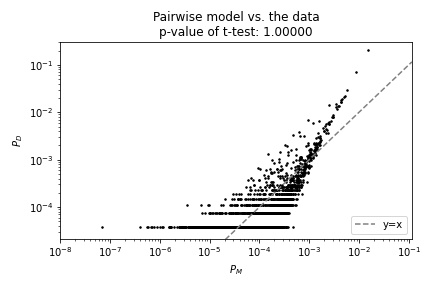 Pairwise model vs. the data
p-value of t-test: 1.00000
10⁻¹
10⁻²
10⁻³
10⁻⁴
P_D
y=x
10⁻⁸ 10⁻⁷ 10⁻⁶ 10⁻⁵ 10⁻⁴ 10⁻³ 10⁻² 10⁻¹
P_M